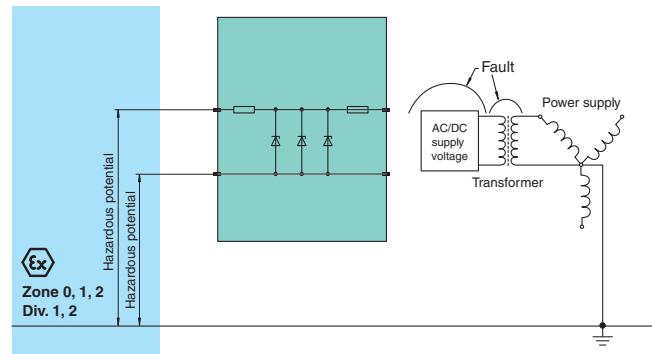 Fault
Power supply
AC/DC
supply
voltage
Transformer
Hazardous potential
Hazardous potential
Ex
Zone 0, 1, 2
Div. 1, 2